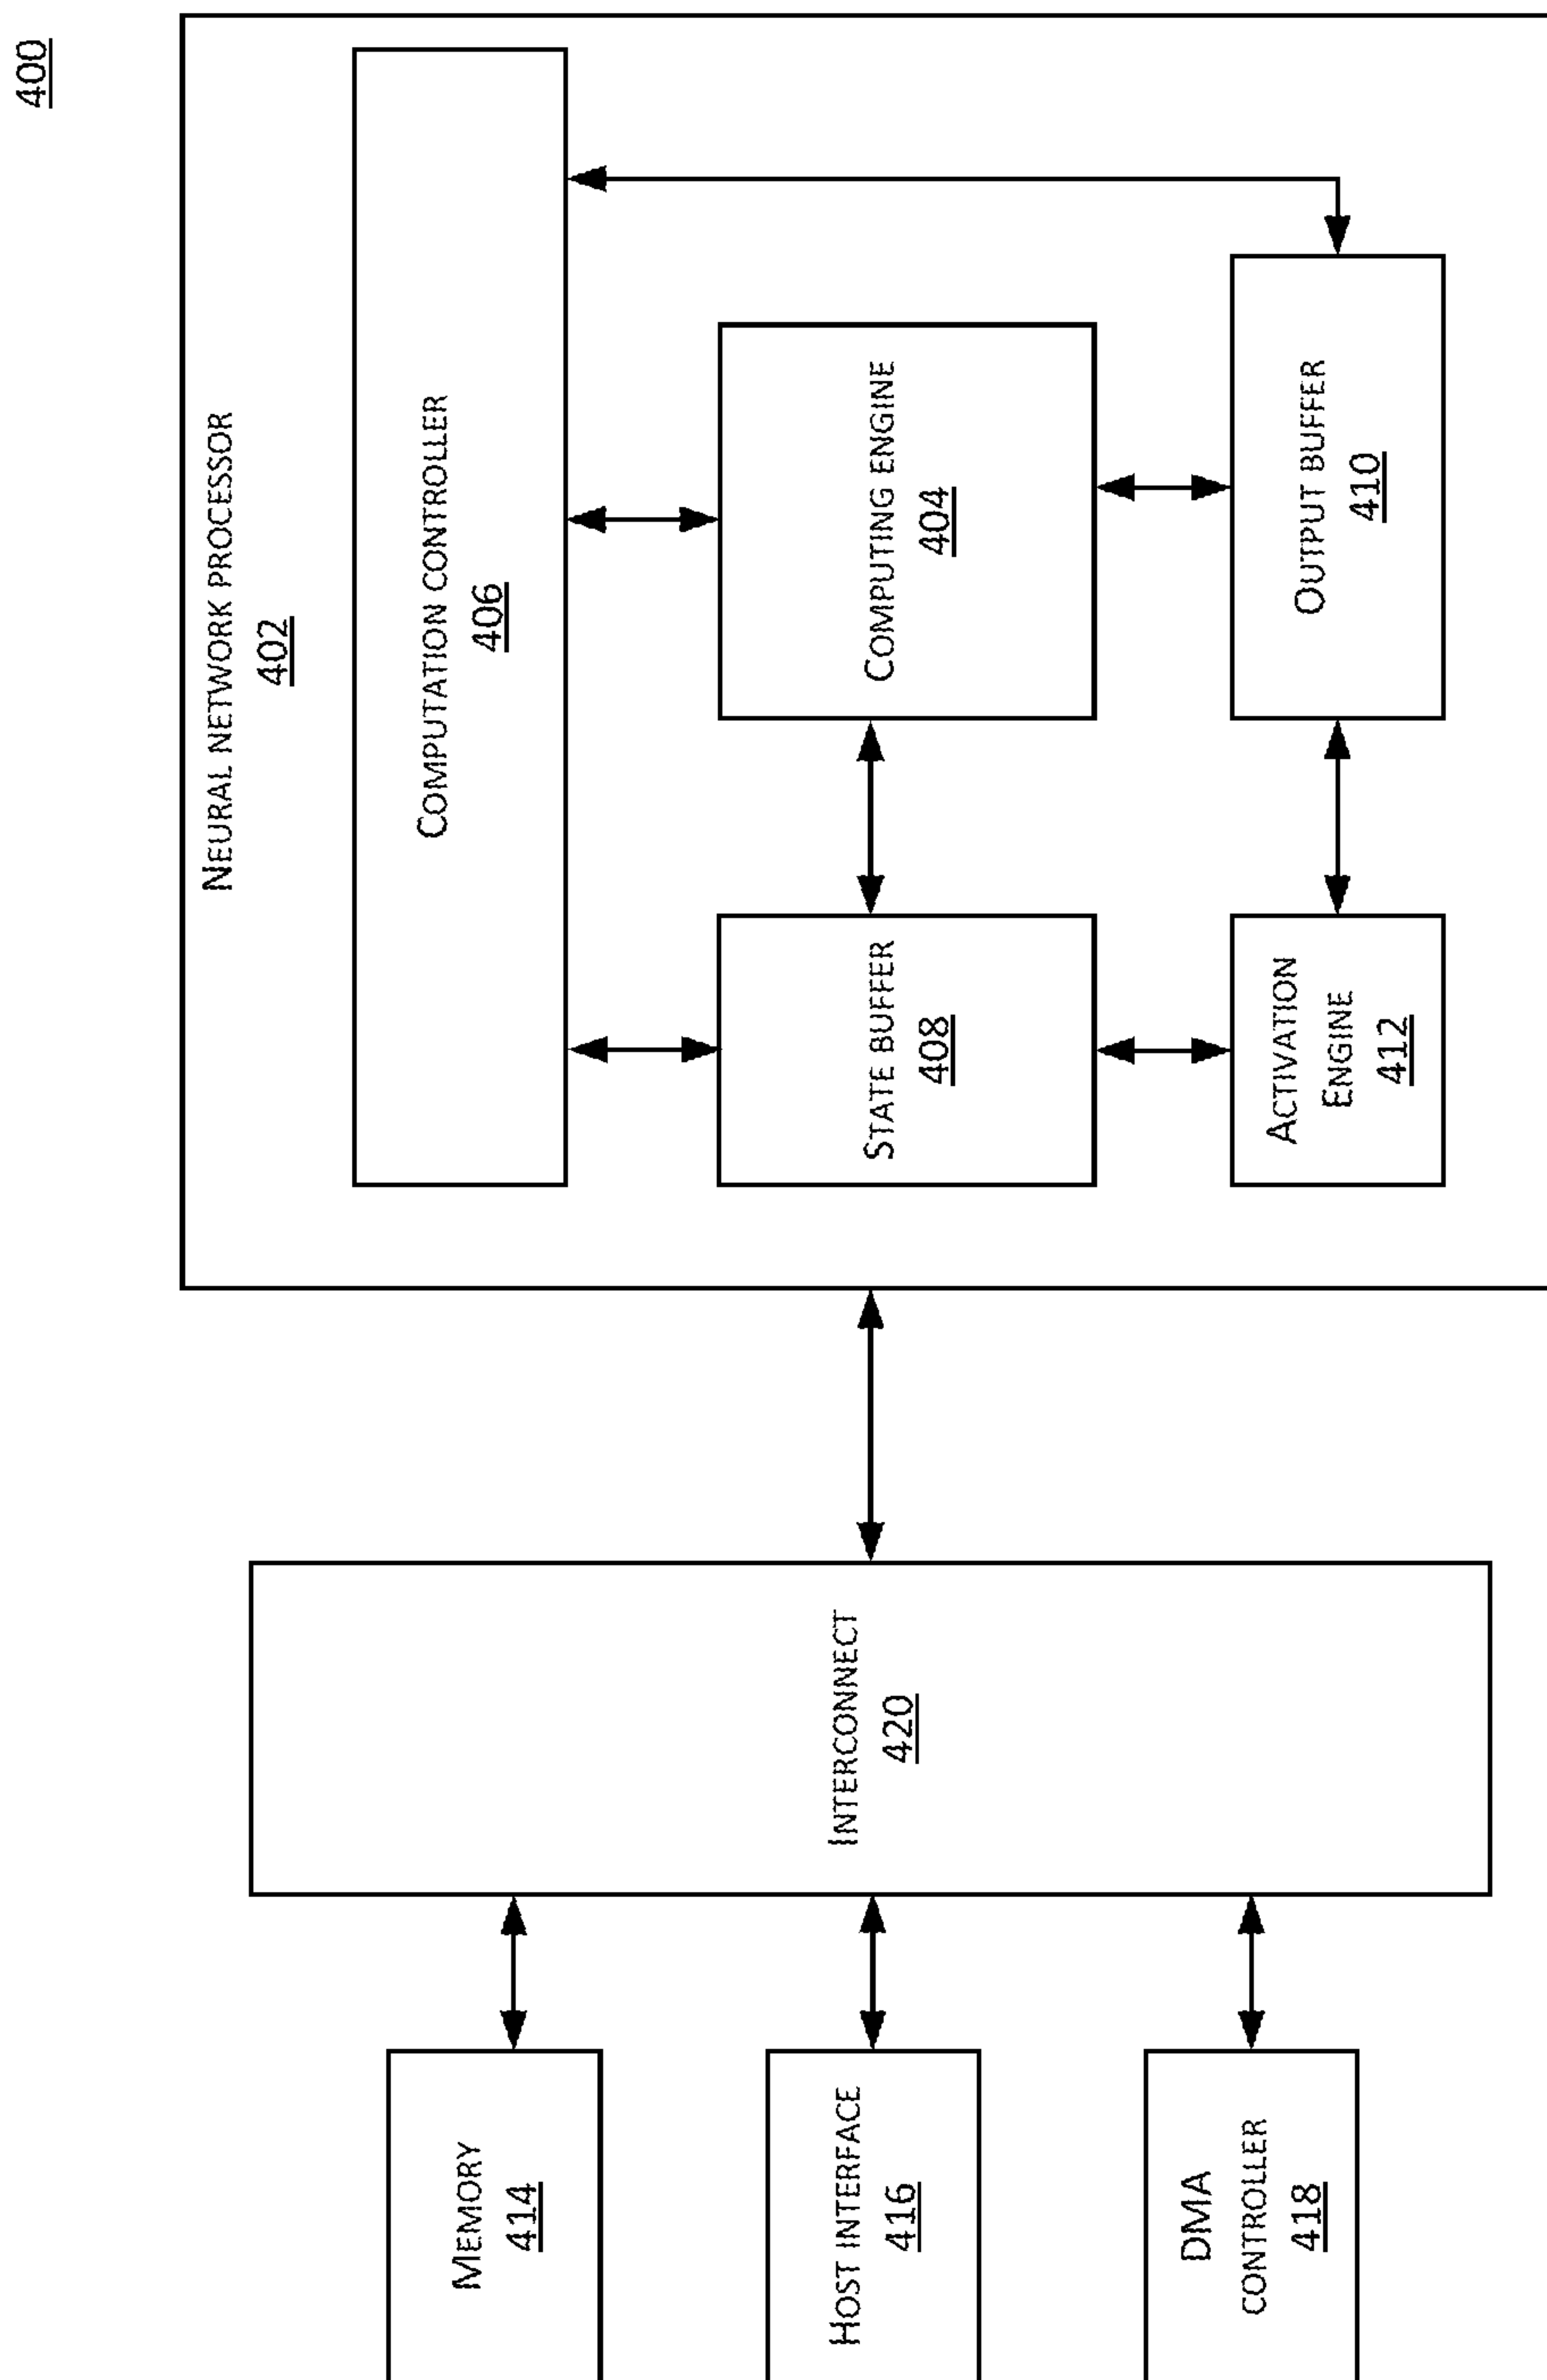 400
NEURAL NETWORK PROCESSOR
402
COMPUTATION CONTROLLER
406
MEMORY
414
HOST INTERFACE
416
DMA
CONTROLLER
418
INTERCONNECT
420
STATE BUFFER
408
COMPUTING ENGINE
404
ACTIVATION
ENGINE
412
OUTPUT BUFFER
410